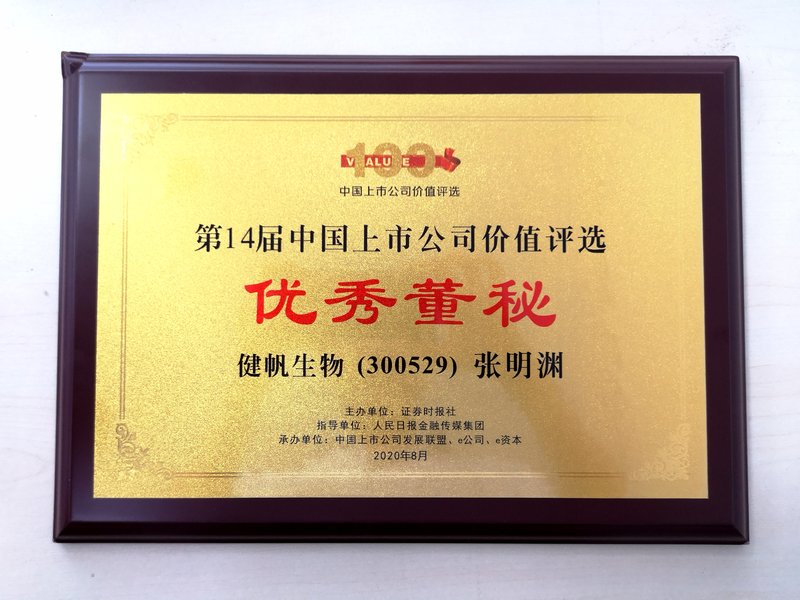 100
VALUE
中国上市公司价值评选
第14届中国上市公司价值评选
优秀董秘
健帆生物 (300529) 张明渊
主办单位：证券时报社
指导单位：人民日报金融传媒集团
承办单位：中国上市公司发展联盟、e公司、e资本
2020年8月